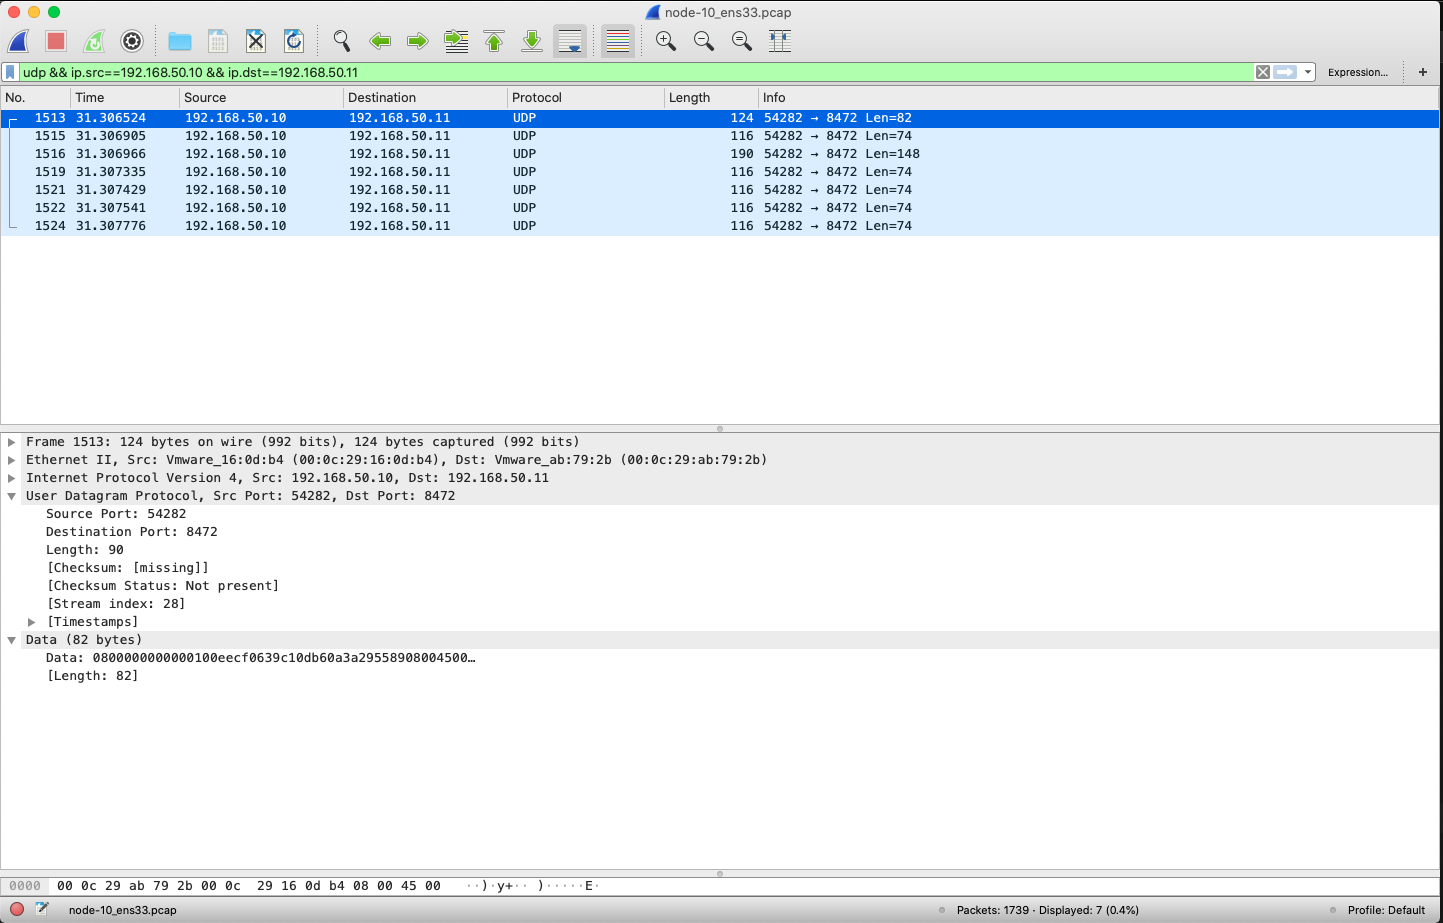 node-10_ens33.pcap
udp && ip.src==192.168.50.10 && ip.dst==192.168.50.11
Expression...
+
No. Time Source Destination Protocol Length Info
1513 31.306524 192.168.50.10 192.168.50.11 UDP 124 54282 → 8472 Len=82
1515 31.306905 192.168.50.10 192.168.50.11 UDP 116 54282 → 8472 Len=74
1516 31.306966 192.168.50.10 192.168.50.11 UDP 190 54282 → 8472 Len=148
1519 31.307335 192.168.50.10 192.168.50.11 UDP 116 54282 → 8472 Len=74
1521 31.307429 192.168.50.10 192.168.50.11 UDP 116 54282 → 8472 Len=74
1522 31.307541 192.168.50.10 192.168.50.11 UDP 116 54282 → 8472 Len=74
1524 31.307776 192.168.50.10 192.168.50.11 UDP 116 54282 → 8472 Len=74
Frame 1513: 124 bytes on wire (992 bits), 124 bytes captured (992 bits)
Ethernet II, Src: Vmware_16:0d:b4 (00:0c:29:16:0d:b4), Dst: Vmware_ab:79:2b (00:0c:29:ab:79:2b)
Internet Protocol Version 4, Src: 192.168.50.10, Dst: 192.168.50.11
User Datagram Protocol, Src Port: 54282, Dst Port: 8472
Source Port: 54282
Destination Port: 8472
Length: 90
[Checksum: [missing]]
[Checksum Status: Not present]
[Stream index: 28]
[Timestamps]
Data (82 bytes)
Data: 0800000000000100eecf0639c10db60a3a29558908004500…
[Length: 82]
0000 00 0c 29 ab 79 2b 00 0c 29 16 0d b4 08 00 45 00 ··)·y+·· )·····E·
node-10_ens33.pcap
Packets: 1739 · Displayed: 7 (0.4%)
Profile: Default